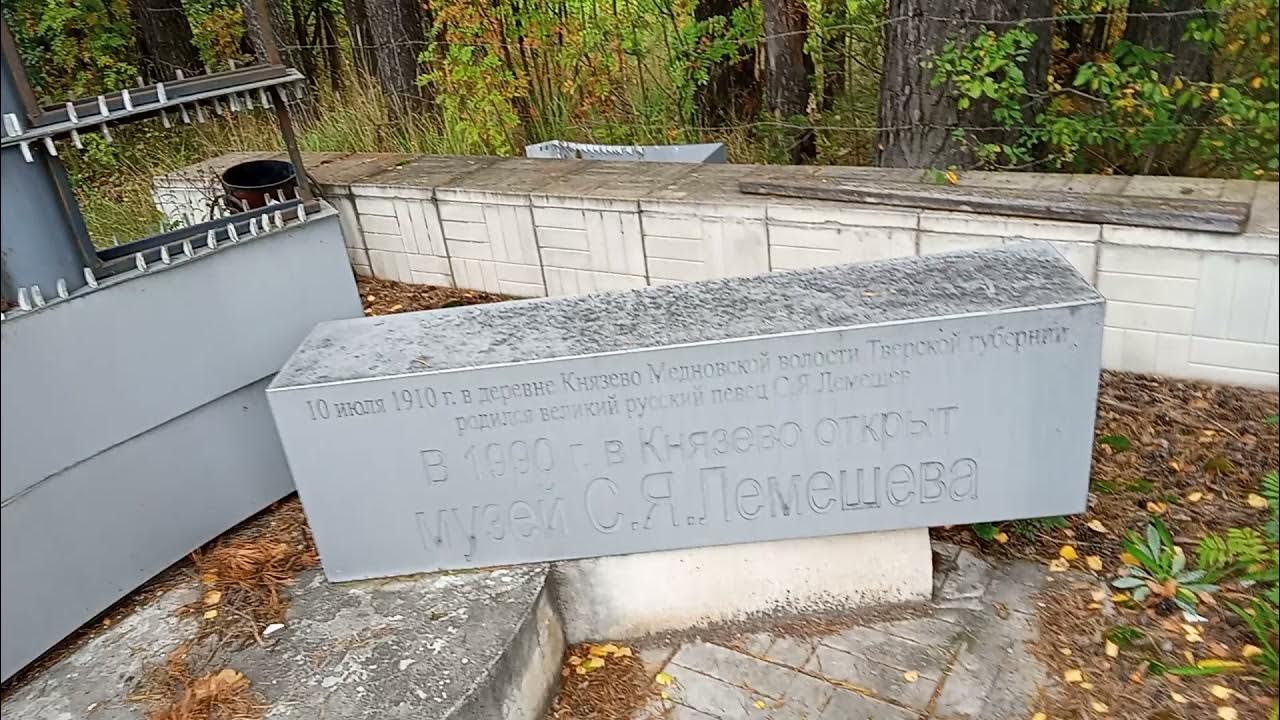 10 июля 1910 г. в деревне Князево Медновской волости Тверской губернии
родился великий русский певец С.Я.Лемешев
В 1990 г. в Князево открыт
музей С.Я.Лемешева